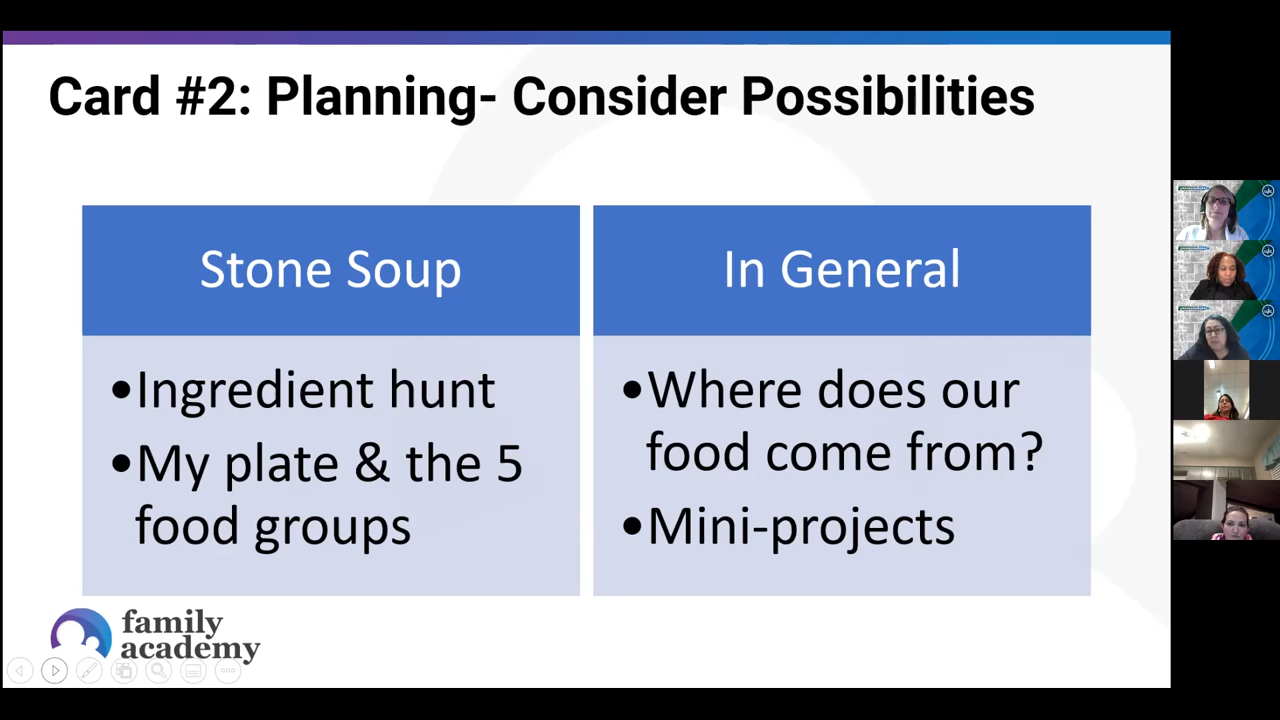 Card #2: Planning- Consider Possibilities
Stone Soup
In General
•Ingredient hunt
•My plate & the 5
food groups
•Where does our
food come from?
•Mini-projects
family
academy